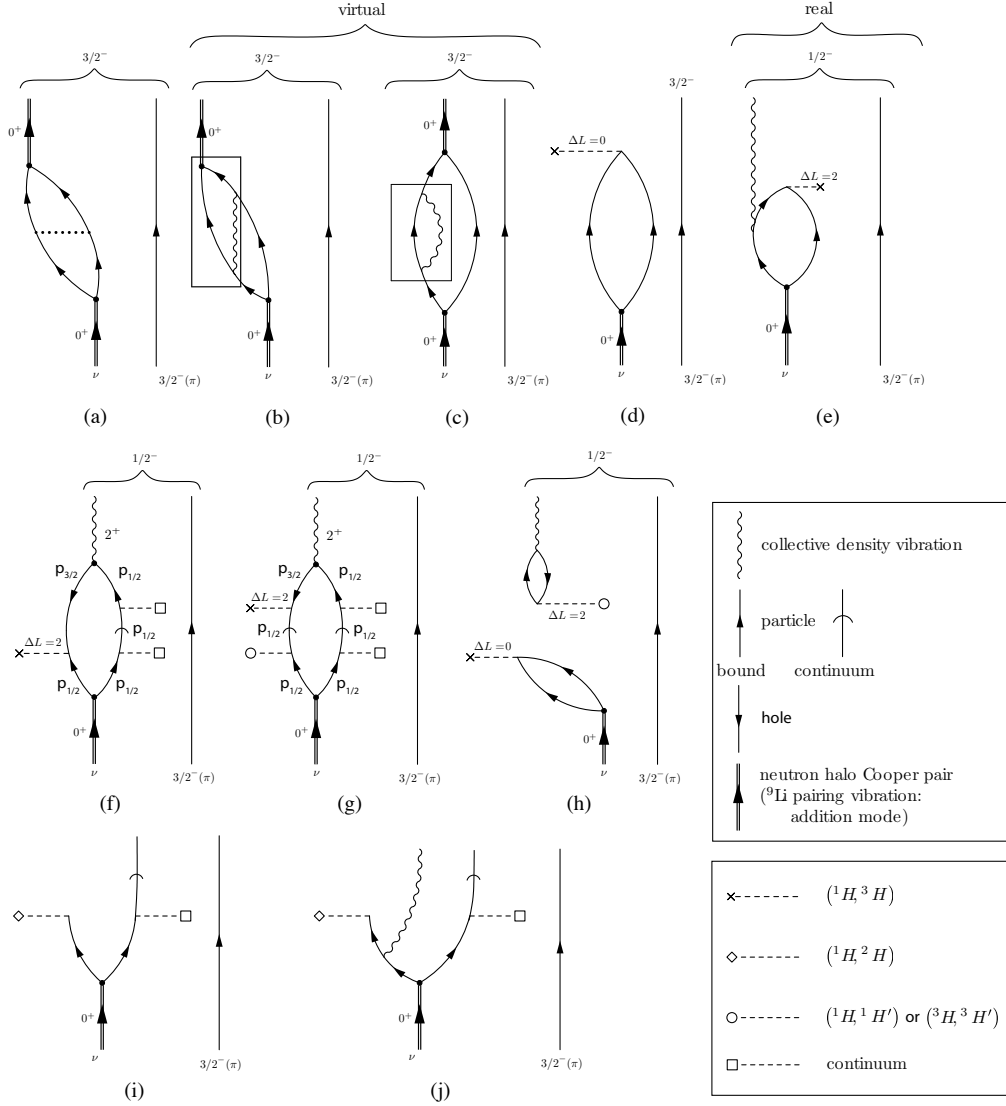 virtual
real
3/2⁻
3/2⁻
3/2⁻
3/2⁻
1/2⁻
0⁺
0⁺
0⁺
ΔL = 0
ΔL = 2
0⁺
0⁺
0⁺
0⁺
ν
3/2⁻(π)
ν
3/2⁻(π)
ν
3/2⁻(π)
ν
3/2⁻(π)
ν
3/2⁻(π)
(a)
(b)
(c)
(d)
(e)
1/2⁻
1/2⁻
1/2⁻
2⁺
2⁺
p3/2
p1/2
p3/2
p1/2
ΔL = 2
ΔL = 2
ΔL = 2
p1/2
p1/2
p1/2
ΔL = 0
p1/2
p1/2
p1/2
p1/2
0⁺
0⁺
0⁺
ν
3/2⁻(π)
ν
3/2⁻(π)
ν
3/2⁻(π)
(f)
(g)
(h)
collective density vibration
particle
bound
continuum
hole
neutron halo Cooper pair
(⁹Li pairing vibration:
addition mode)
0⁺
0⁺
ν
3/2⁻(π)
ν
3/2⁻(π)
(i)
(j)
(¹H, ³H)
(¹H, ²H)
(¹H, ¹H′) or (³H, ³H′)
continuum